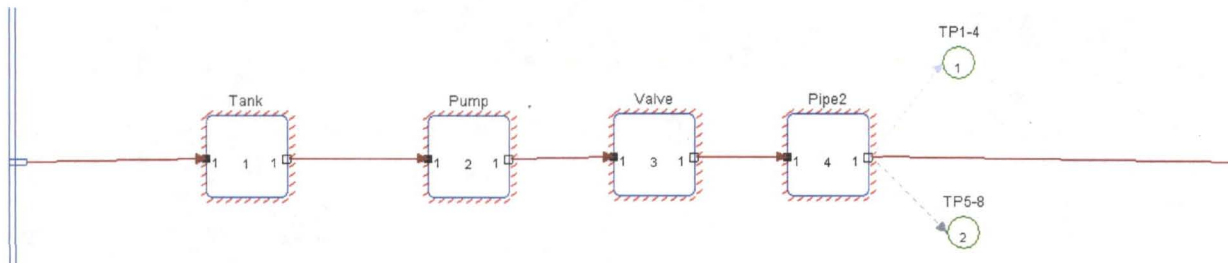 TP1-4
1
Tank
Pump
Valve
Pipe2
1 1 1
1 2 1
1 3 1
1 4 1
TP5-8
2